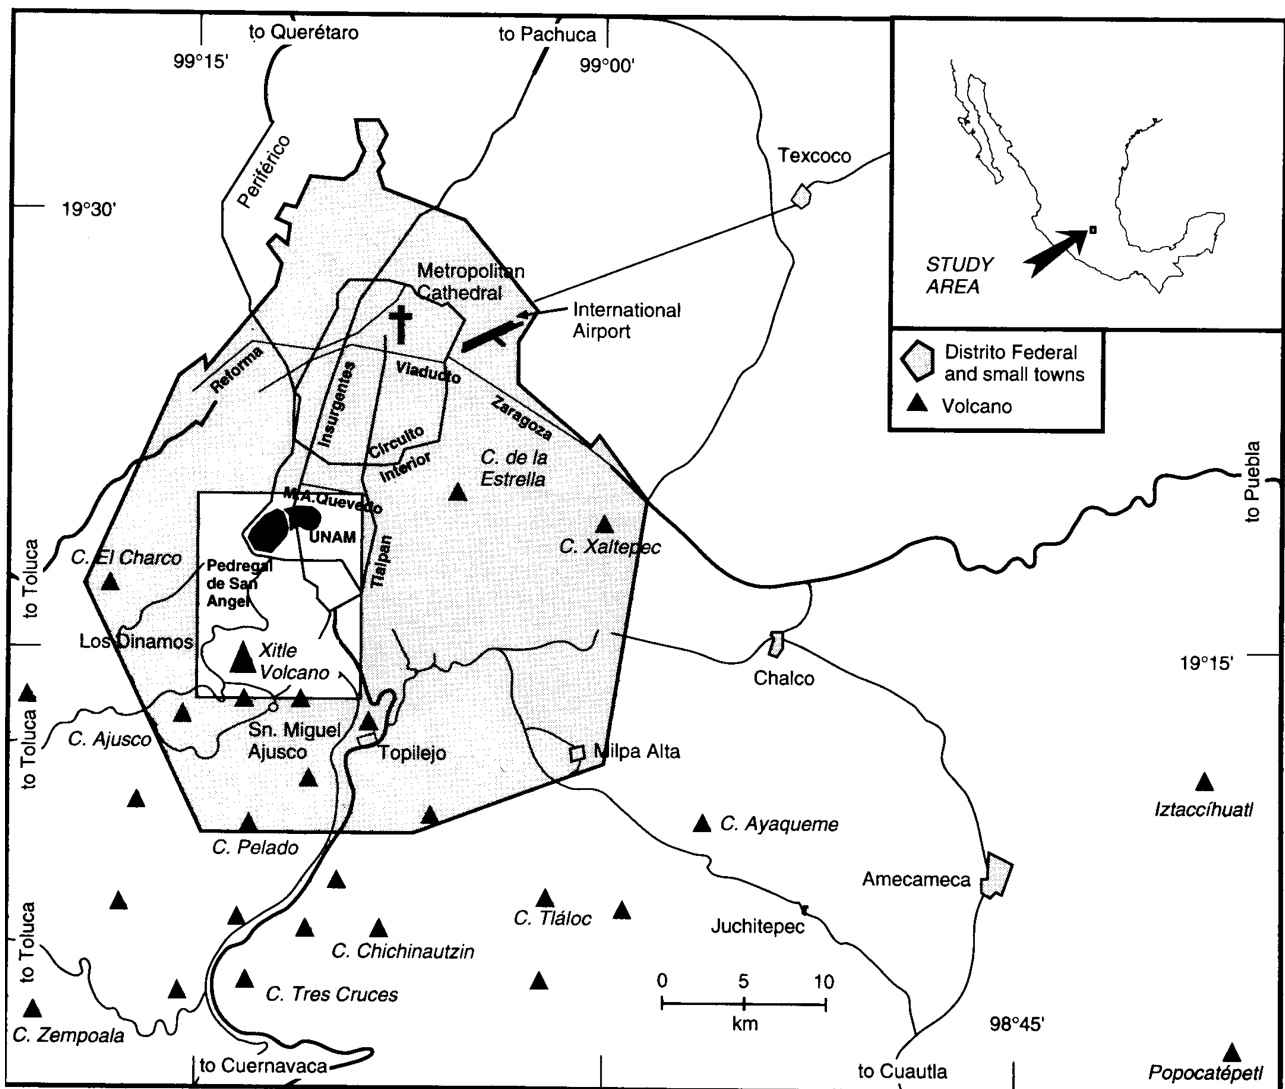 to Querétaro
to Pachuca
99°15'
99°00'
Periférico
Texcoco
19°30'
STUDY
AREA
Metropolitan
Cathedral
International
Airport
Distrito Federal
and small towns
Volcano
Reforma
Insurgentes
Viaducto
Zaragoza
Circuito
Interior
C. de la
Estrella
to Puebla
M.A.Quevedo
UNAM
Tlalpan
C. Xaltepec
C. El Charco
to Toluca
Pedregal
de San
Angel
Los Dinamos
Xitle
Volcano
19°15'
Chalco
to Toluca
C. Ajusco
Sn. Miguel
Ajusco
Topilejo
Milpa Alta
Iztaccíhuatl
C. Pelado
C. Ayaqueme
Amecameca
to Toluca
C. Tláloc
Juchitepec
C. Chichinautzin
C. Tres Cruces
0 5 10
km
C. Zempoala
98°45'
to Cuernavaca
to Cuautla
Popocatépetl